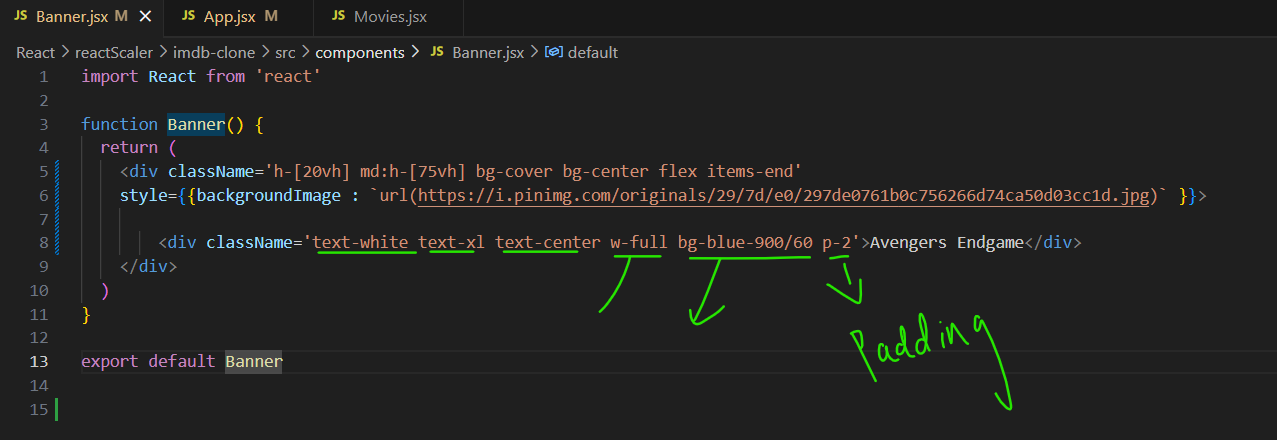 Banner.jsx M App.jsx M Movies.jsx
React > reactScaler > imdb-clone > src > components > Banner.jsx > default
1 import React from 'react'
2
3 function Banner() {
4 return (
5 <div className='h-[20vh] md:h-[75vh] bg-cover bg-center flex items-end'
6 style={{backgroundImage : `url(https://i.pinimg.com/originals/29/7d/e0/297de0761b0c756266d74ca50d03cc1d.jpg)` }}>
7
8 <div className='text-white text-xl text-center w-full bg-blue-900/60 p-2'>Avengers Endgame</div>
9 </div>
10 )
11 }
12
13 export default Banner
14
15
Padding